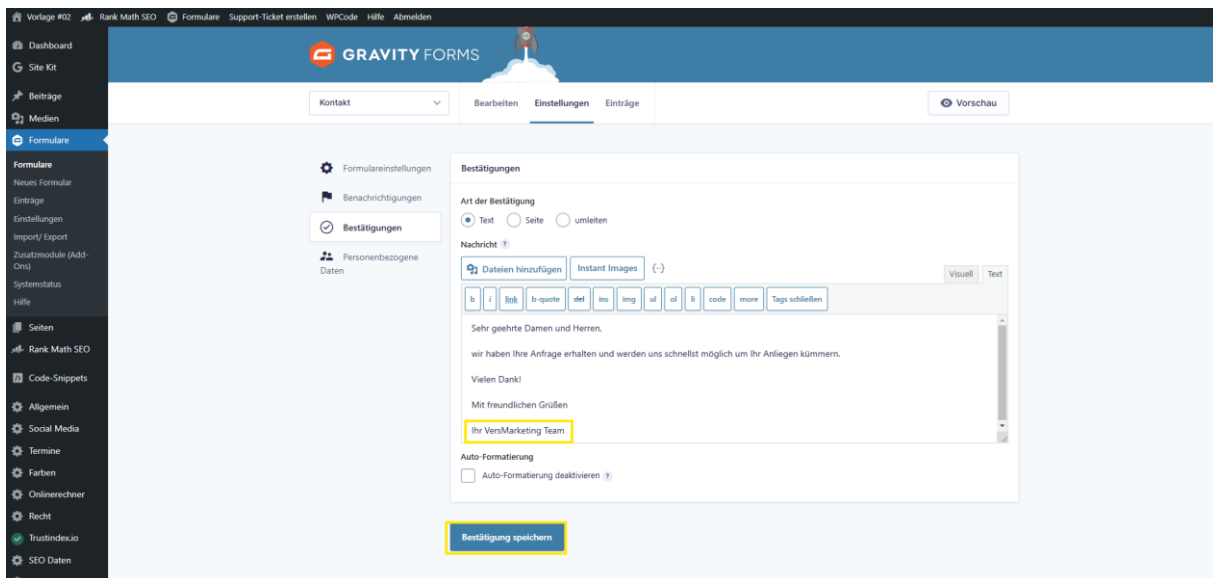 Vorlage #02 Rank Math SEO Formulare Support-Ticket erstellen WPCode Hilfe Abmelden
Dashboard
Site Kit
Beiträge
Medien
Formulare
Formulare
Neues Formular
Einträge
Einstellungen
Import/ Export
Zusatzmodule (Add-
Ons)
Systemstatus
Hilfe
Seiten
Rank Math SEO
Code-Snippets
Allgemein
Social Media
Termine
Farben
Onlinerechner
Recht
Trustindex.io
SEO Daten
GRAVITY FORMS
Kontakt
Bearbeiten Einstellungen Einträge
Vorschau
Formulareinstellungen
Benachrichtigungen
Bestätigungen
Personenbezogene
Daten
Bestätigungen
Art der Bestätigung
Text Seite umleiten
Nachricht ?
Dateien hinzufügen Instant Images {··}
Visuell Text
b i link b-quote del ins img ul ol li code more Tags schließen
Sehr geehrte Damen und Herren,
wir haben Ihre Anfrage erhalten und werden uns schnellst möglich um Ihr Anliegen kümmern.
Vielen Dank!
Mit freundlichen Grüßen
Ihr VersMarketing Team
Auto-Formatierung
Auto-Formatierung deaktivieren ?
Bestätigung speichern